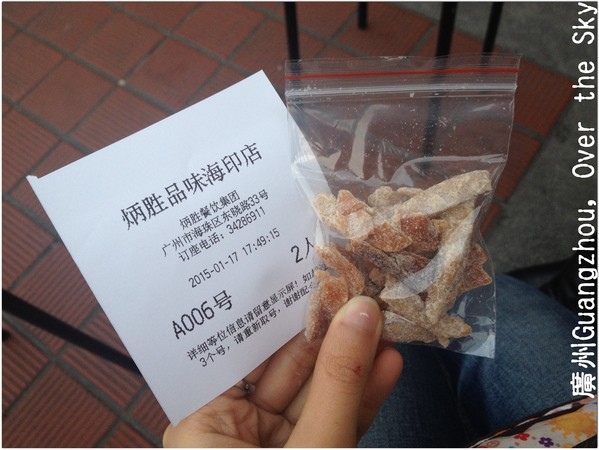 炳胜品味海印店
炳胜餐饮集团
广州市海珠区东晓路33号
订座电话：34286911
2015-01-17 17:49:15
A006号
2人
详细等位信息请留意显示屏！如
3个号，请重新取号，谢谢配
廣州Guangzhou, Over the Sky